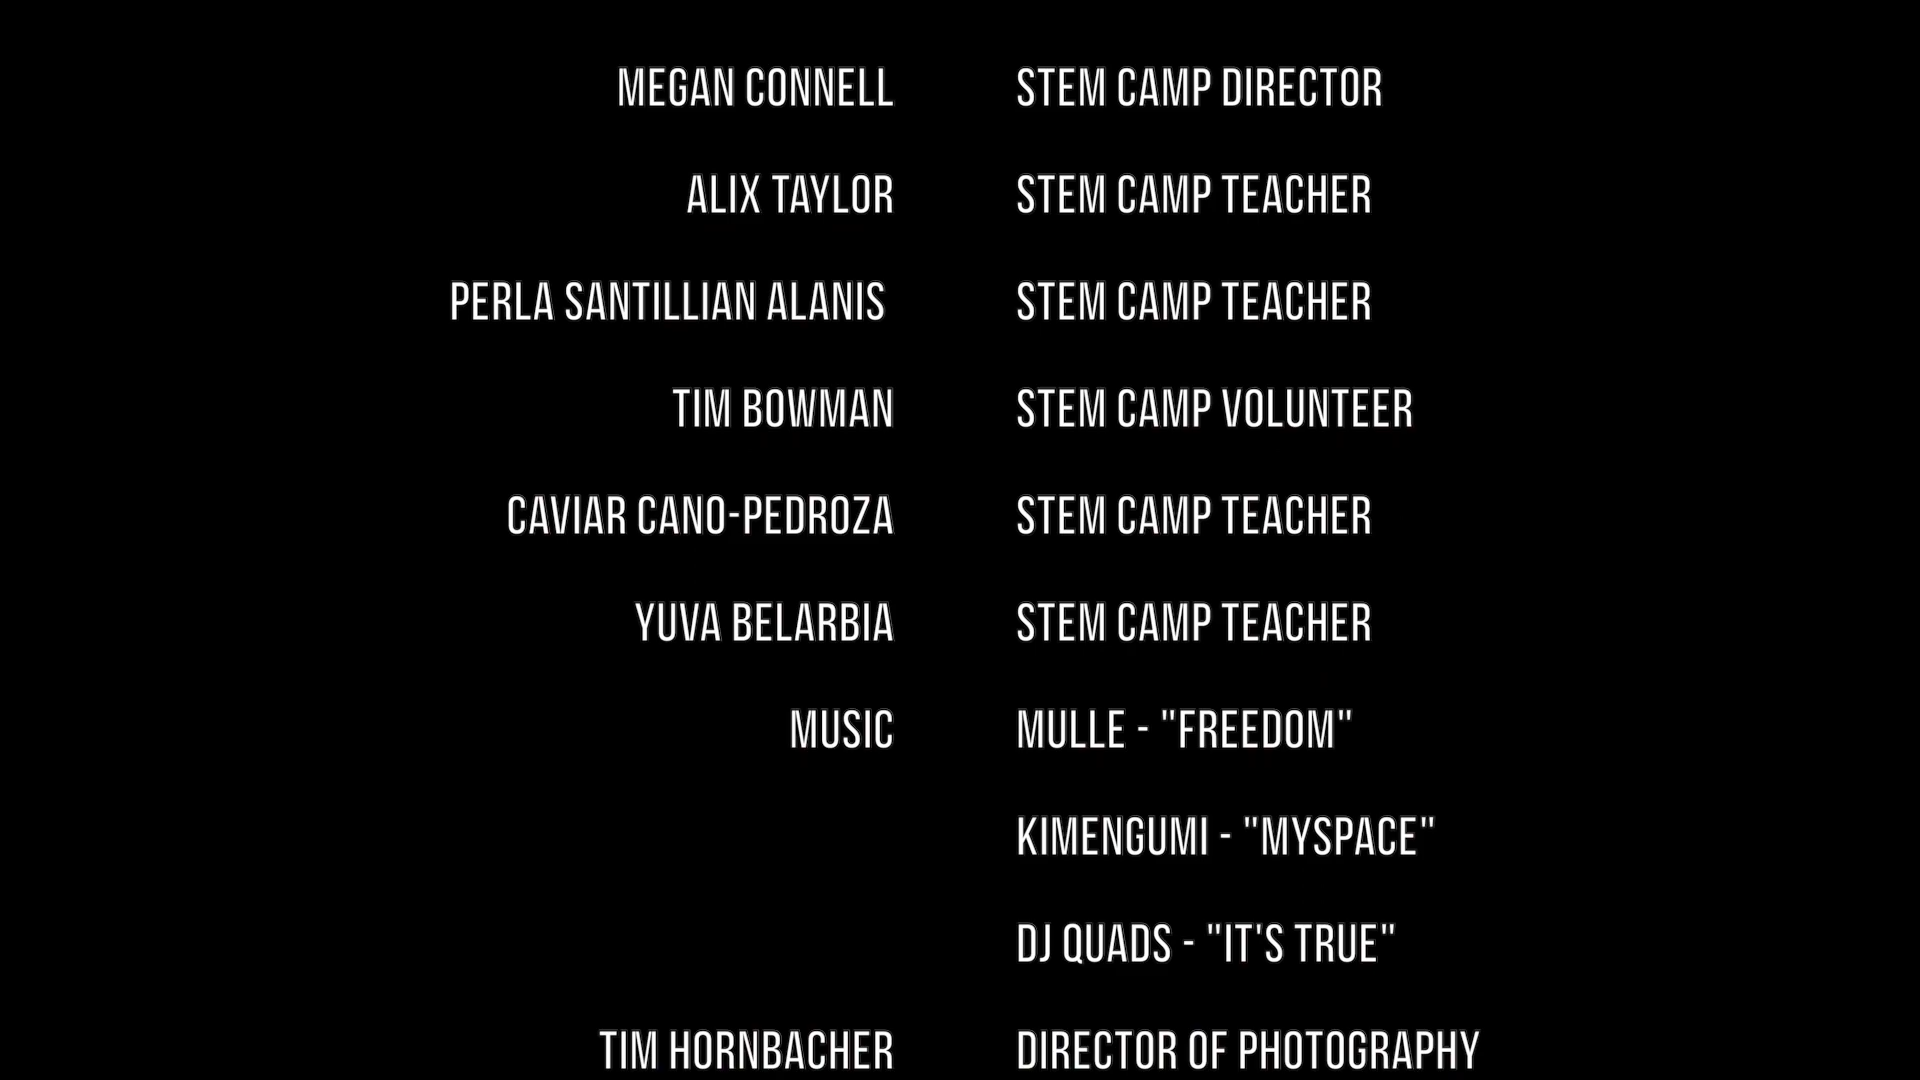 MEGAN CONNELL STEM CAMP DIRECTOR
ALIX TAYLOR STEM CAMP TEACHER
PERLA SANTILLIAN ALANIS STEM CAMP TEACHER
TIM BOWMAN STEM CAMP VOLUNTEER
CAVIAR CANO-PEDROZA STEM CAMP TEACHER
YUVA BELARBIA STEM CAMP TEACHER
MUSIC MULLE - "FREEDOM"
KIMENGUMI - "MYSPACE"
DJ QUADS - "IT'S TRUE"
TIM HORNBACHER DIRECTOR OF PHOTOGRAPHY